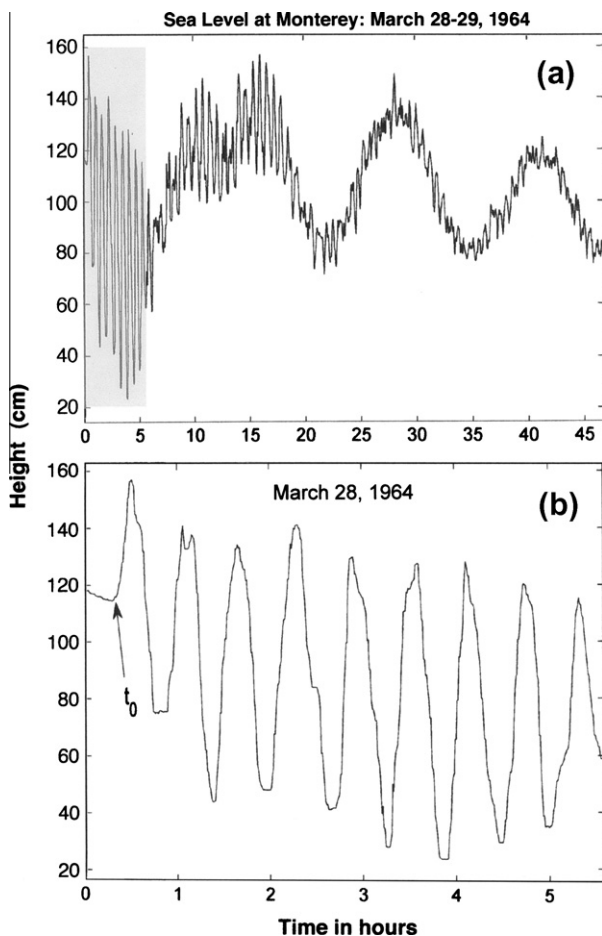 Sea Level at Monterey: March 28-29, 1964
160
(a)
140
120
100
80
60
40
20
0 5 10 15 20 25 30 35 40 45
Height (cm)
160
March 28, 1964
(b)
140
120
t0
100
80
60
40
20
0 1 2 3 4 5
Time in hours